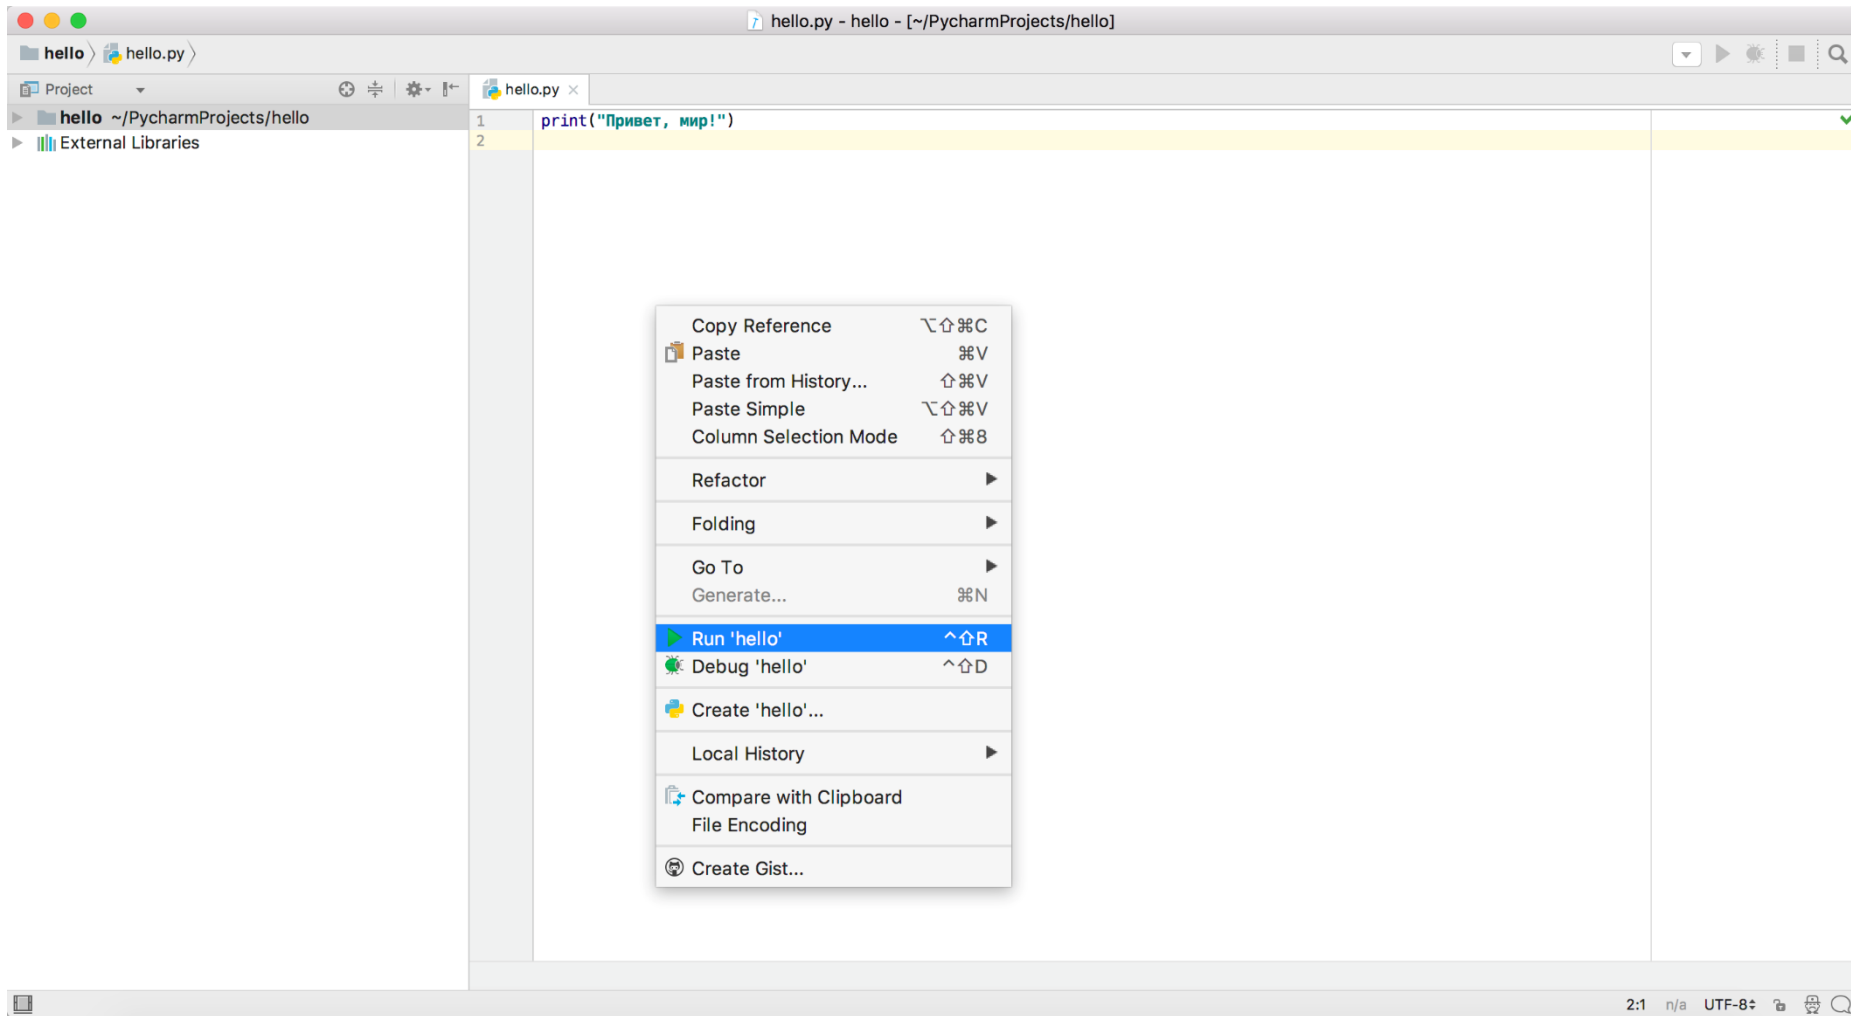 hello.py - hello - [~/PycharmProjects/hello]
hello hello.py
Project
hello.py
hello ~/PycharmProjects/hello
External Libraries
1 print("Привет, мир!")
2
Copy Reference ⌥⇧⌘C
Paste ⌘V
Paste from History... ⇧⌘V
Paste Simple ⌥⇧⌘V
Column Selection Mode ⇧⌘8
Refactor
Folding
Go To
Generate... ⌘N
Run 'hello' ^⇧R
Debug 'hello' ^⇧D
Create 'hello'...
Local History
Compare with Clipboard
File Encoding
Create Gist...
2:1 n/a UTF-8